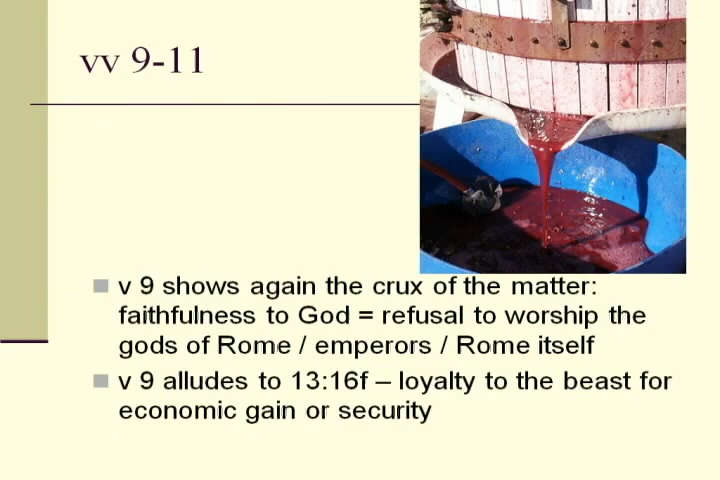 vv 9-11
v 9 shows again the crux of the matter:
faithfulness to God = refusal to worship the
gods of Rome / emperors / Rome itself
v 9 alludes to 13:16f – loyalty to the beast for
economic gain or security